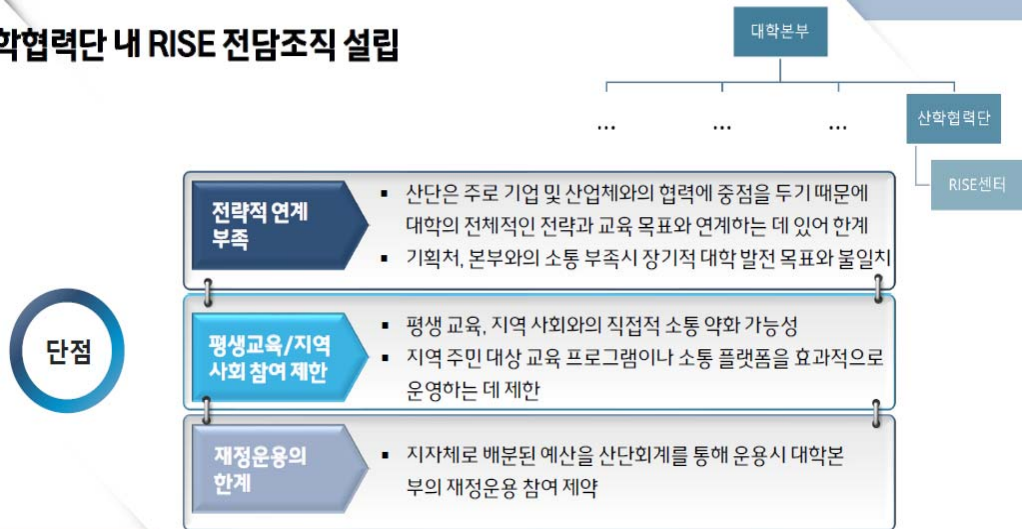 학협력단 내 RISE 전담조직 설립
대학본부
...
...
...
산학협력단
RISE센터
단점
전략적 연계
부족
▪ 산단은 주로 기업 및 산업체와의 협력에 중점을 두기 때문에
대학의 전체적인 전략과 교육 목표와 연계하는 데 있어 한계
▪ 기획처, 본부와의 소통 부족시 장기적 대학 발전 목표와 불일치
평생교육/지역
사회 참여 제한
▪ 평생 교육, 지역 사회와의 직접적 소통 약화 가능성
▪ 지역 주민 대상 교육 프로그램이나 소통 플랫폼을 효과적으로
운영하는 데 제한
재정운용의
한계
▪ 지자체로 배분된 예산을 산단회계를 통해 운용시 대학본
부의 재정운용 참여 제약